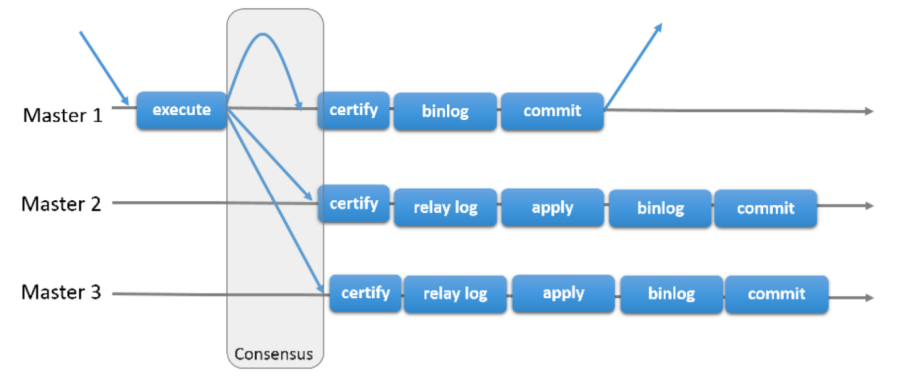 Master 1
execute
certify
binlog
commit
Master 2
certify
relay log
apply
binlog
commit
Master 3
certify
relay log
apply
binlog
commit
Consensus